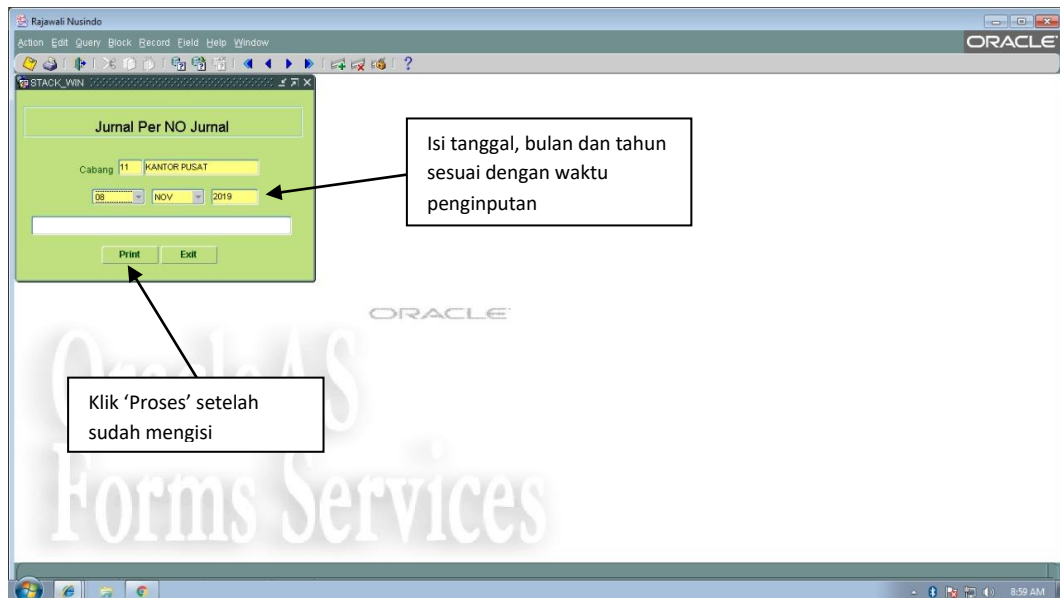 Rajawali Nusindo
Action Edit Query Block Record Field Help Window
ORACLE
STACK_WIN
Jurnal Per NO Jurnal
Cabang 11 KANTOR PUSAT
08 NOV 2019
Print Exit
Isi tanggal, bulan dan tahun
sesuai dengan waktu
penginputan
ORACLE
OracleAS
Klik ‘Proses’ setelah
sudah mengisi
Forms Services
8:59 AM